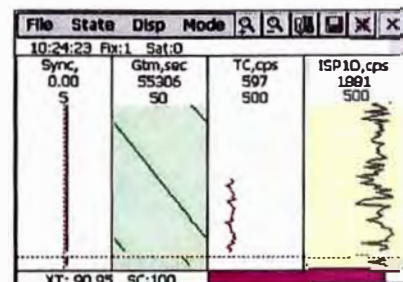 File State Disp Mode
10:24:23 Fix:1 Sat:0
Sync, Gtm,sec TC,cps ISP1D,cps
0.00 55306 597 1991
5 50 500 500
XT: 90.95 SC:100